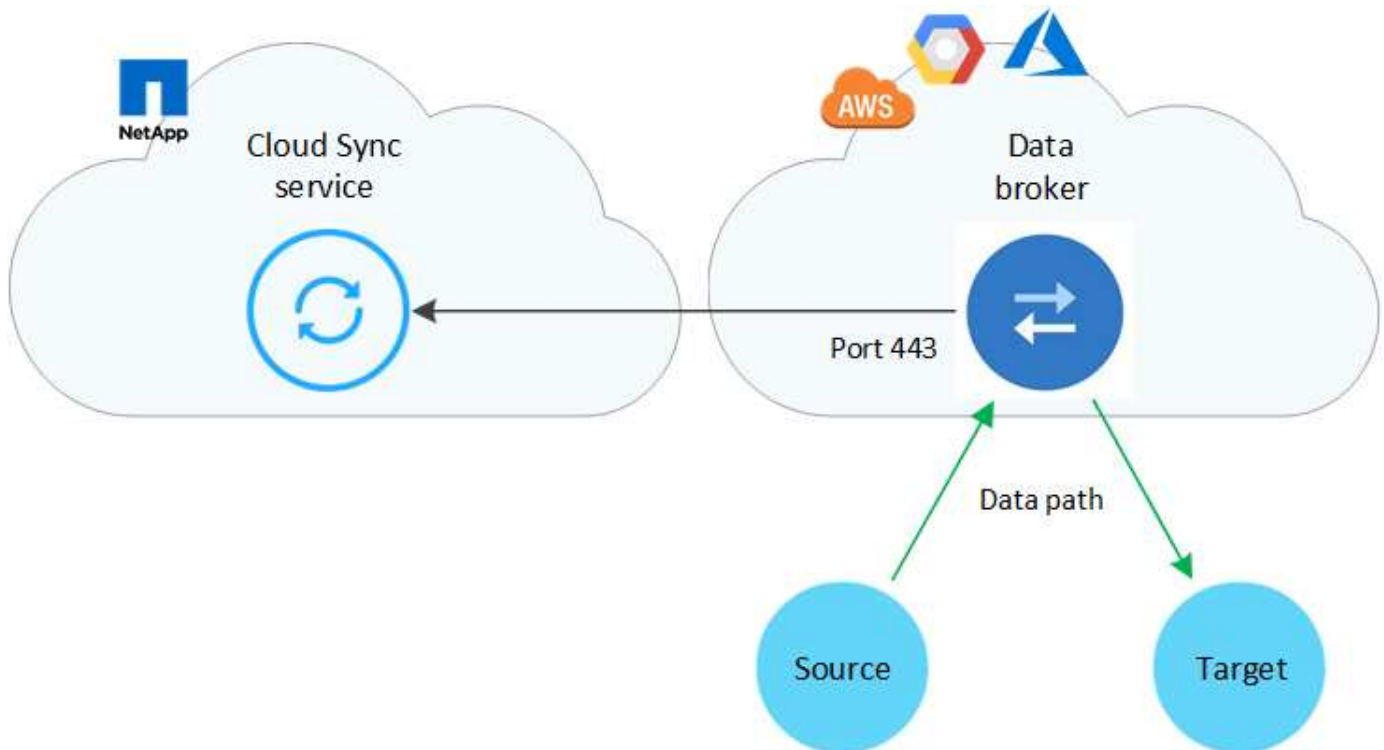 NetApp
Cloud Sync
service
AWS
Data
broker
Port 443
Data path
Source
Target